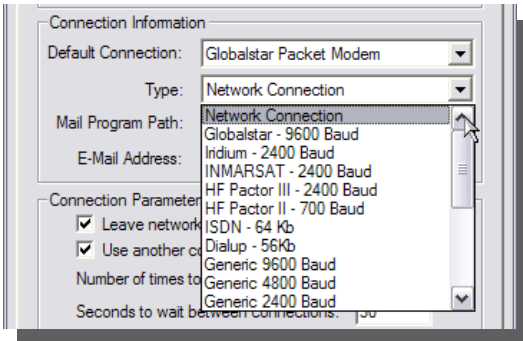 Connection Information
Default Connection: Globalstar Packet Modem
Type: Network Connection
Network Connection
Mail Program Path: Globalstar - 9600 Baud
Iridium - 2400 Baud
E-Mail Address: INMARSAT - 2400 Baud
HF Pactor III - 2400 Baud
Connection Parameter HF Pactor II - 700 Baud
Leave network ISDN - 64 Kb
Use another Dialup - 56Kb
Generic 9600 Baud
Number of times to Generic 4800 Baud
Generic 2400 Baud
Seconds to wait between connections: